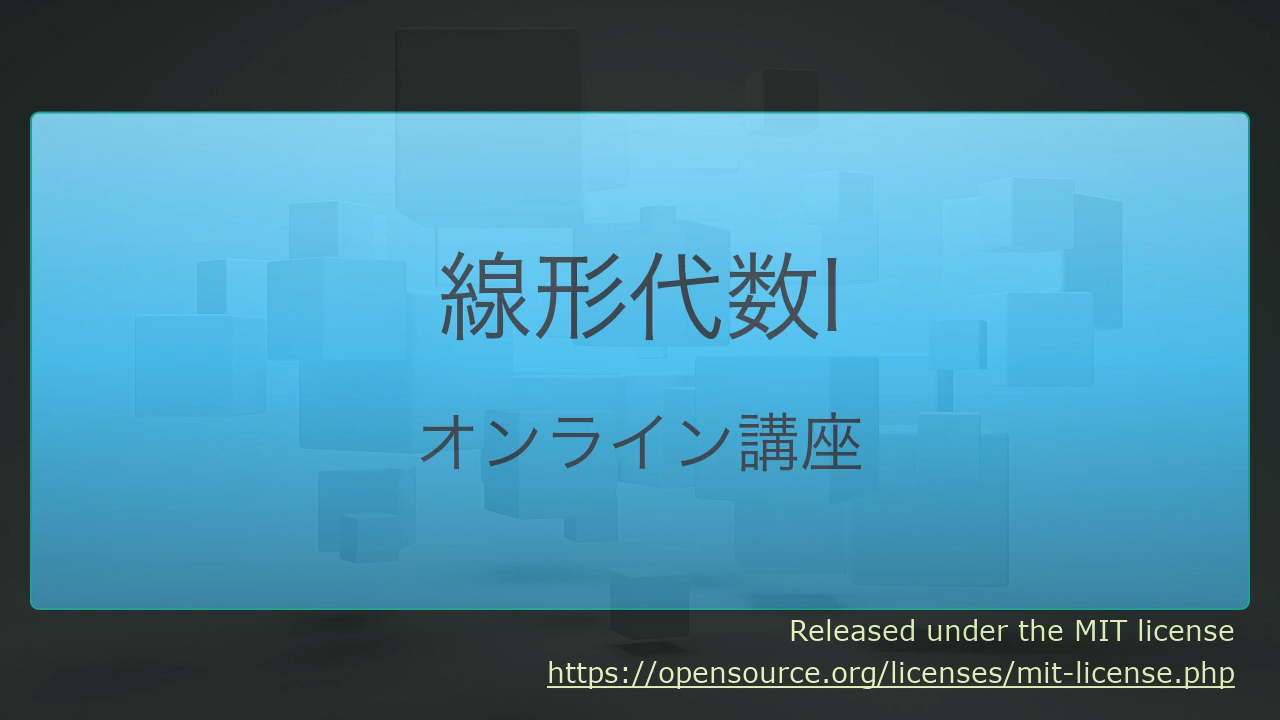 線形代数I
オンライン講座
Released under the MIT license
https://opensource.org/licenses/mit-license.php